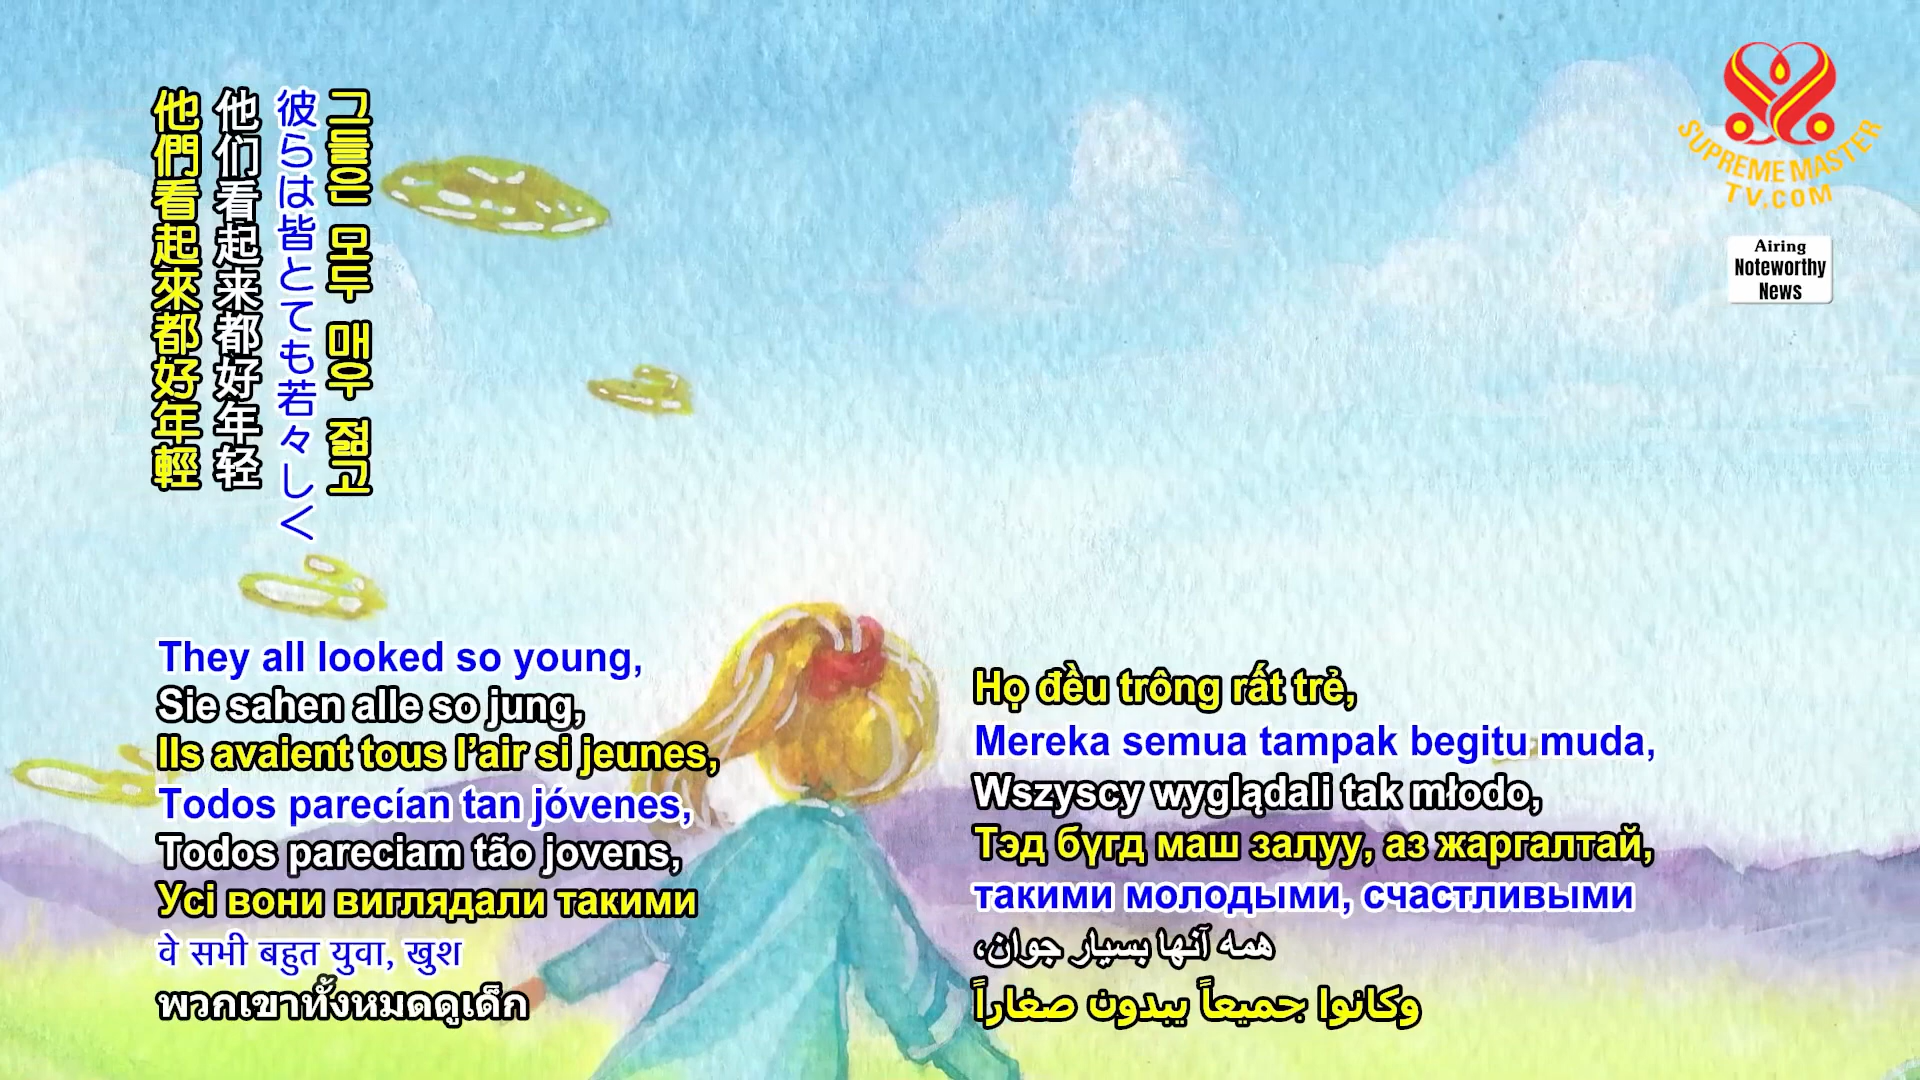 他們看起來都好年輕
他们看起来都好年轻
彼らは皆とても若々しく
그들은 모두 매우 젊고
SUPREME MASTER
TV.COM
Airing
Noteworthy
News
They all looked so young,
Sie sahen alle so jung,
Ils avaient tous l’air si jeunes,
Todos parecían tan jóvenes,
Todos pareciam tão jovens,
Усі вони виглядали такими
वे सभी बहुत युवा, खुश
พวกเขาทั้งหมดดูเด็ก
Họ đều trông rất trẻ,
Mereka semua tampak begitu muda,
Wszyscy wyglądali tak młodo,
Тэд бүгд маш залуу, аз жаргалтай,
такими молодыми, счастливыми
همه آنها بسیار جوان،
وكانوا جميعاً يبدون صغاراً